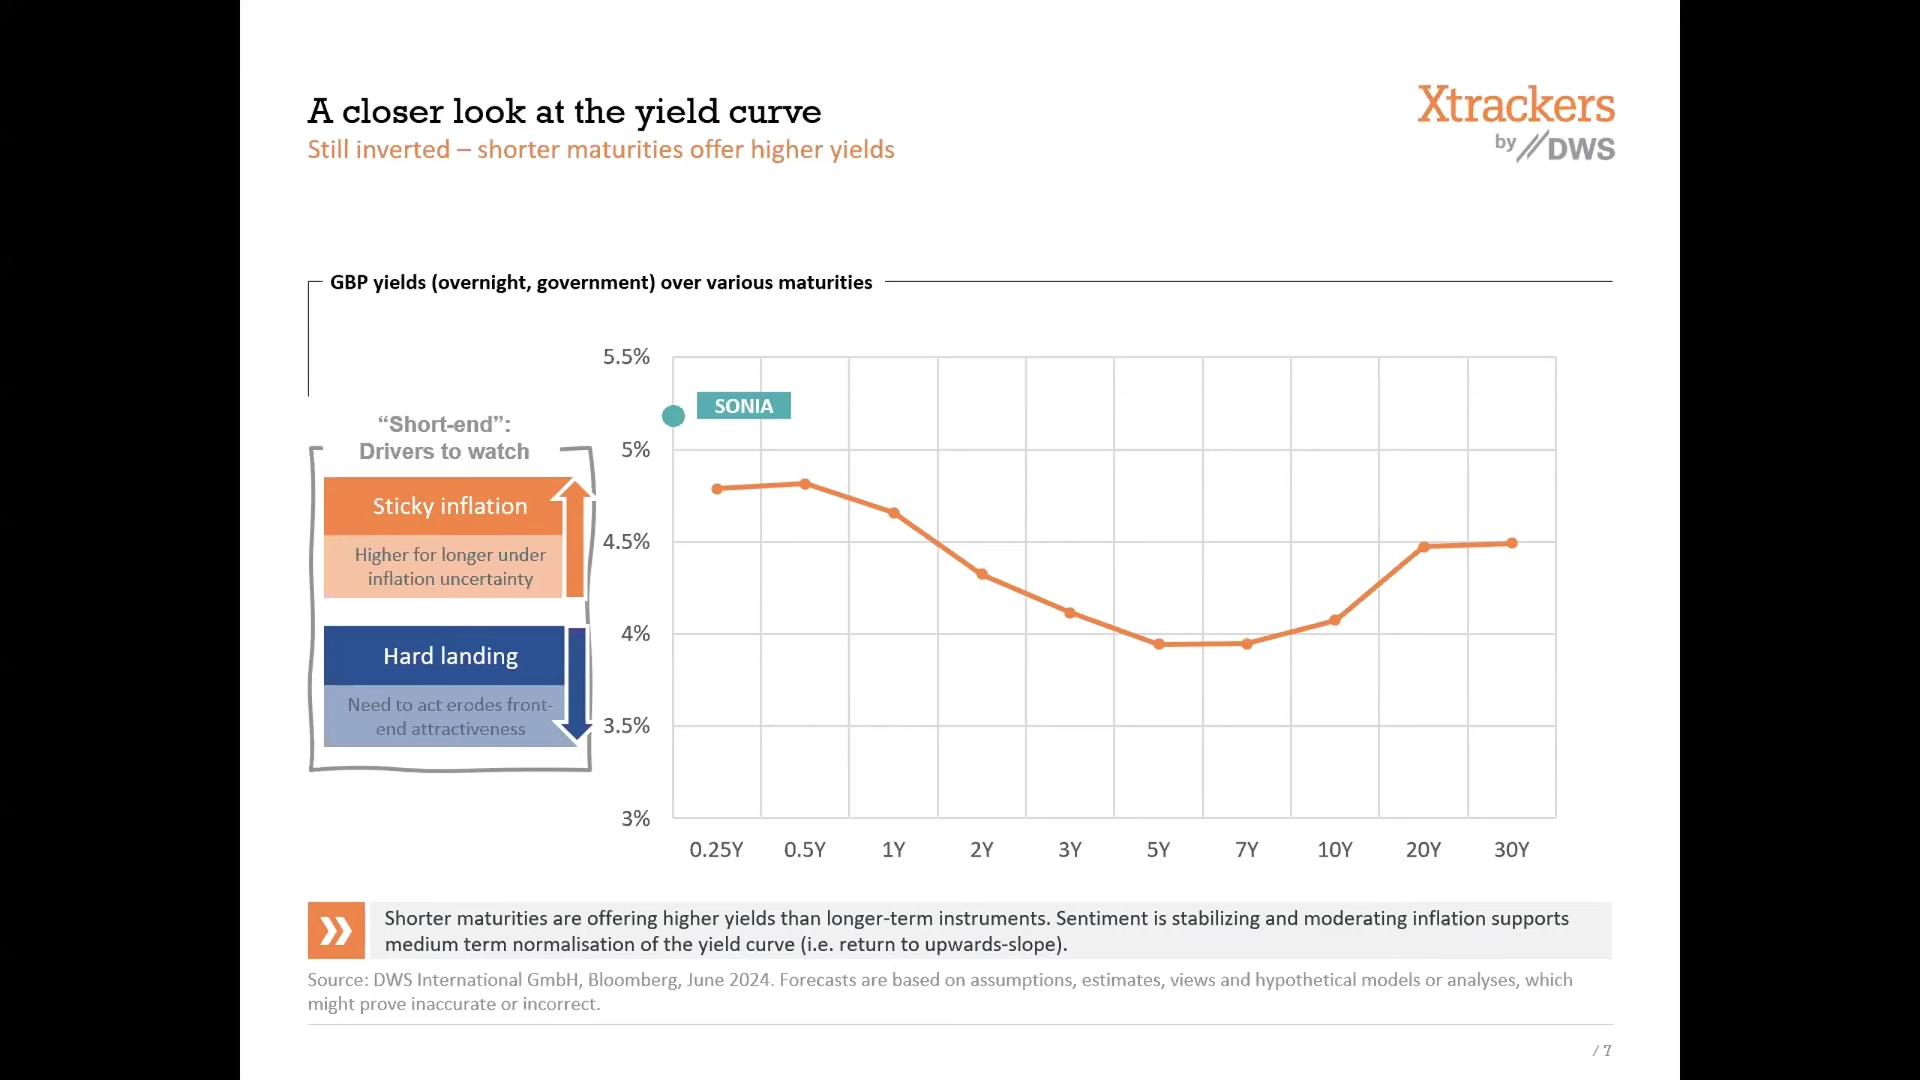 A closer look at the yield curve
Still inverted – shorter maturities offer higher yields
Xtrackers
by DWS
GBP yields (overnight, government) over various maturities
“Short-end”:
Drivers to watch
Sticky inflation
Higher for longer under
inflation uncertainty
Hard landing
Need to act erodes front-
end attractiveness
5.5%
5%
4.5%
4%
3.5%
3%
SONIA
0.25Y 0.5Y 1Y 2Y 3Y 5Y 7Y 10Y 20Y 30Y
Shorter maturities are offering higher yields than longer-term instruments. Sentiment is stabilizing and moderating inflation supports
medium term normalisation of the yield curve (i.e. return to upwards-slope).
Source: DWS International GmbH, Bloomberg, June 2024. Forecasts are based on assumptions, estimates, views and hypothetical models or analyses, which
might prove inaccurate or incorrect.
/ 7